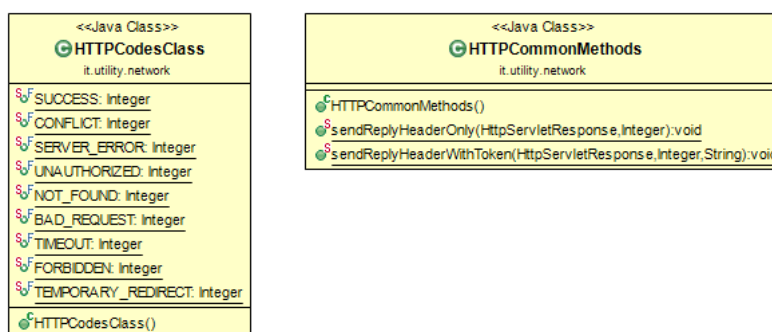 <<Java Class>>
HTTPCodesClass
it.utility.network
SUCCESS: Integer
CONFLICT: Integer
SERVER_ERROR: Integer
UNAUTHORIZED: Integer
NOT_FOUND: Integer
BAD_REQUEST: Integer
TIMEOUT: Integer
FORBIDDEN: Integer
TEMPORARY_REDIRECT: Integer
HTTPCodesClass()
<<Java Class>>
HTTPCommonMethods
it.utility.network
HTTPCommonMethods()
sendReplyHeaderOnly(HttpServletResponse,Integer):void
sendReplyHeaderWithToken(HttpServletResponse,Integer,String):void